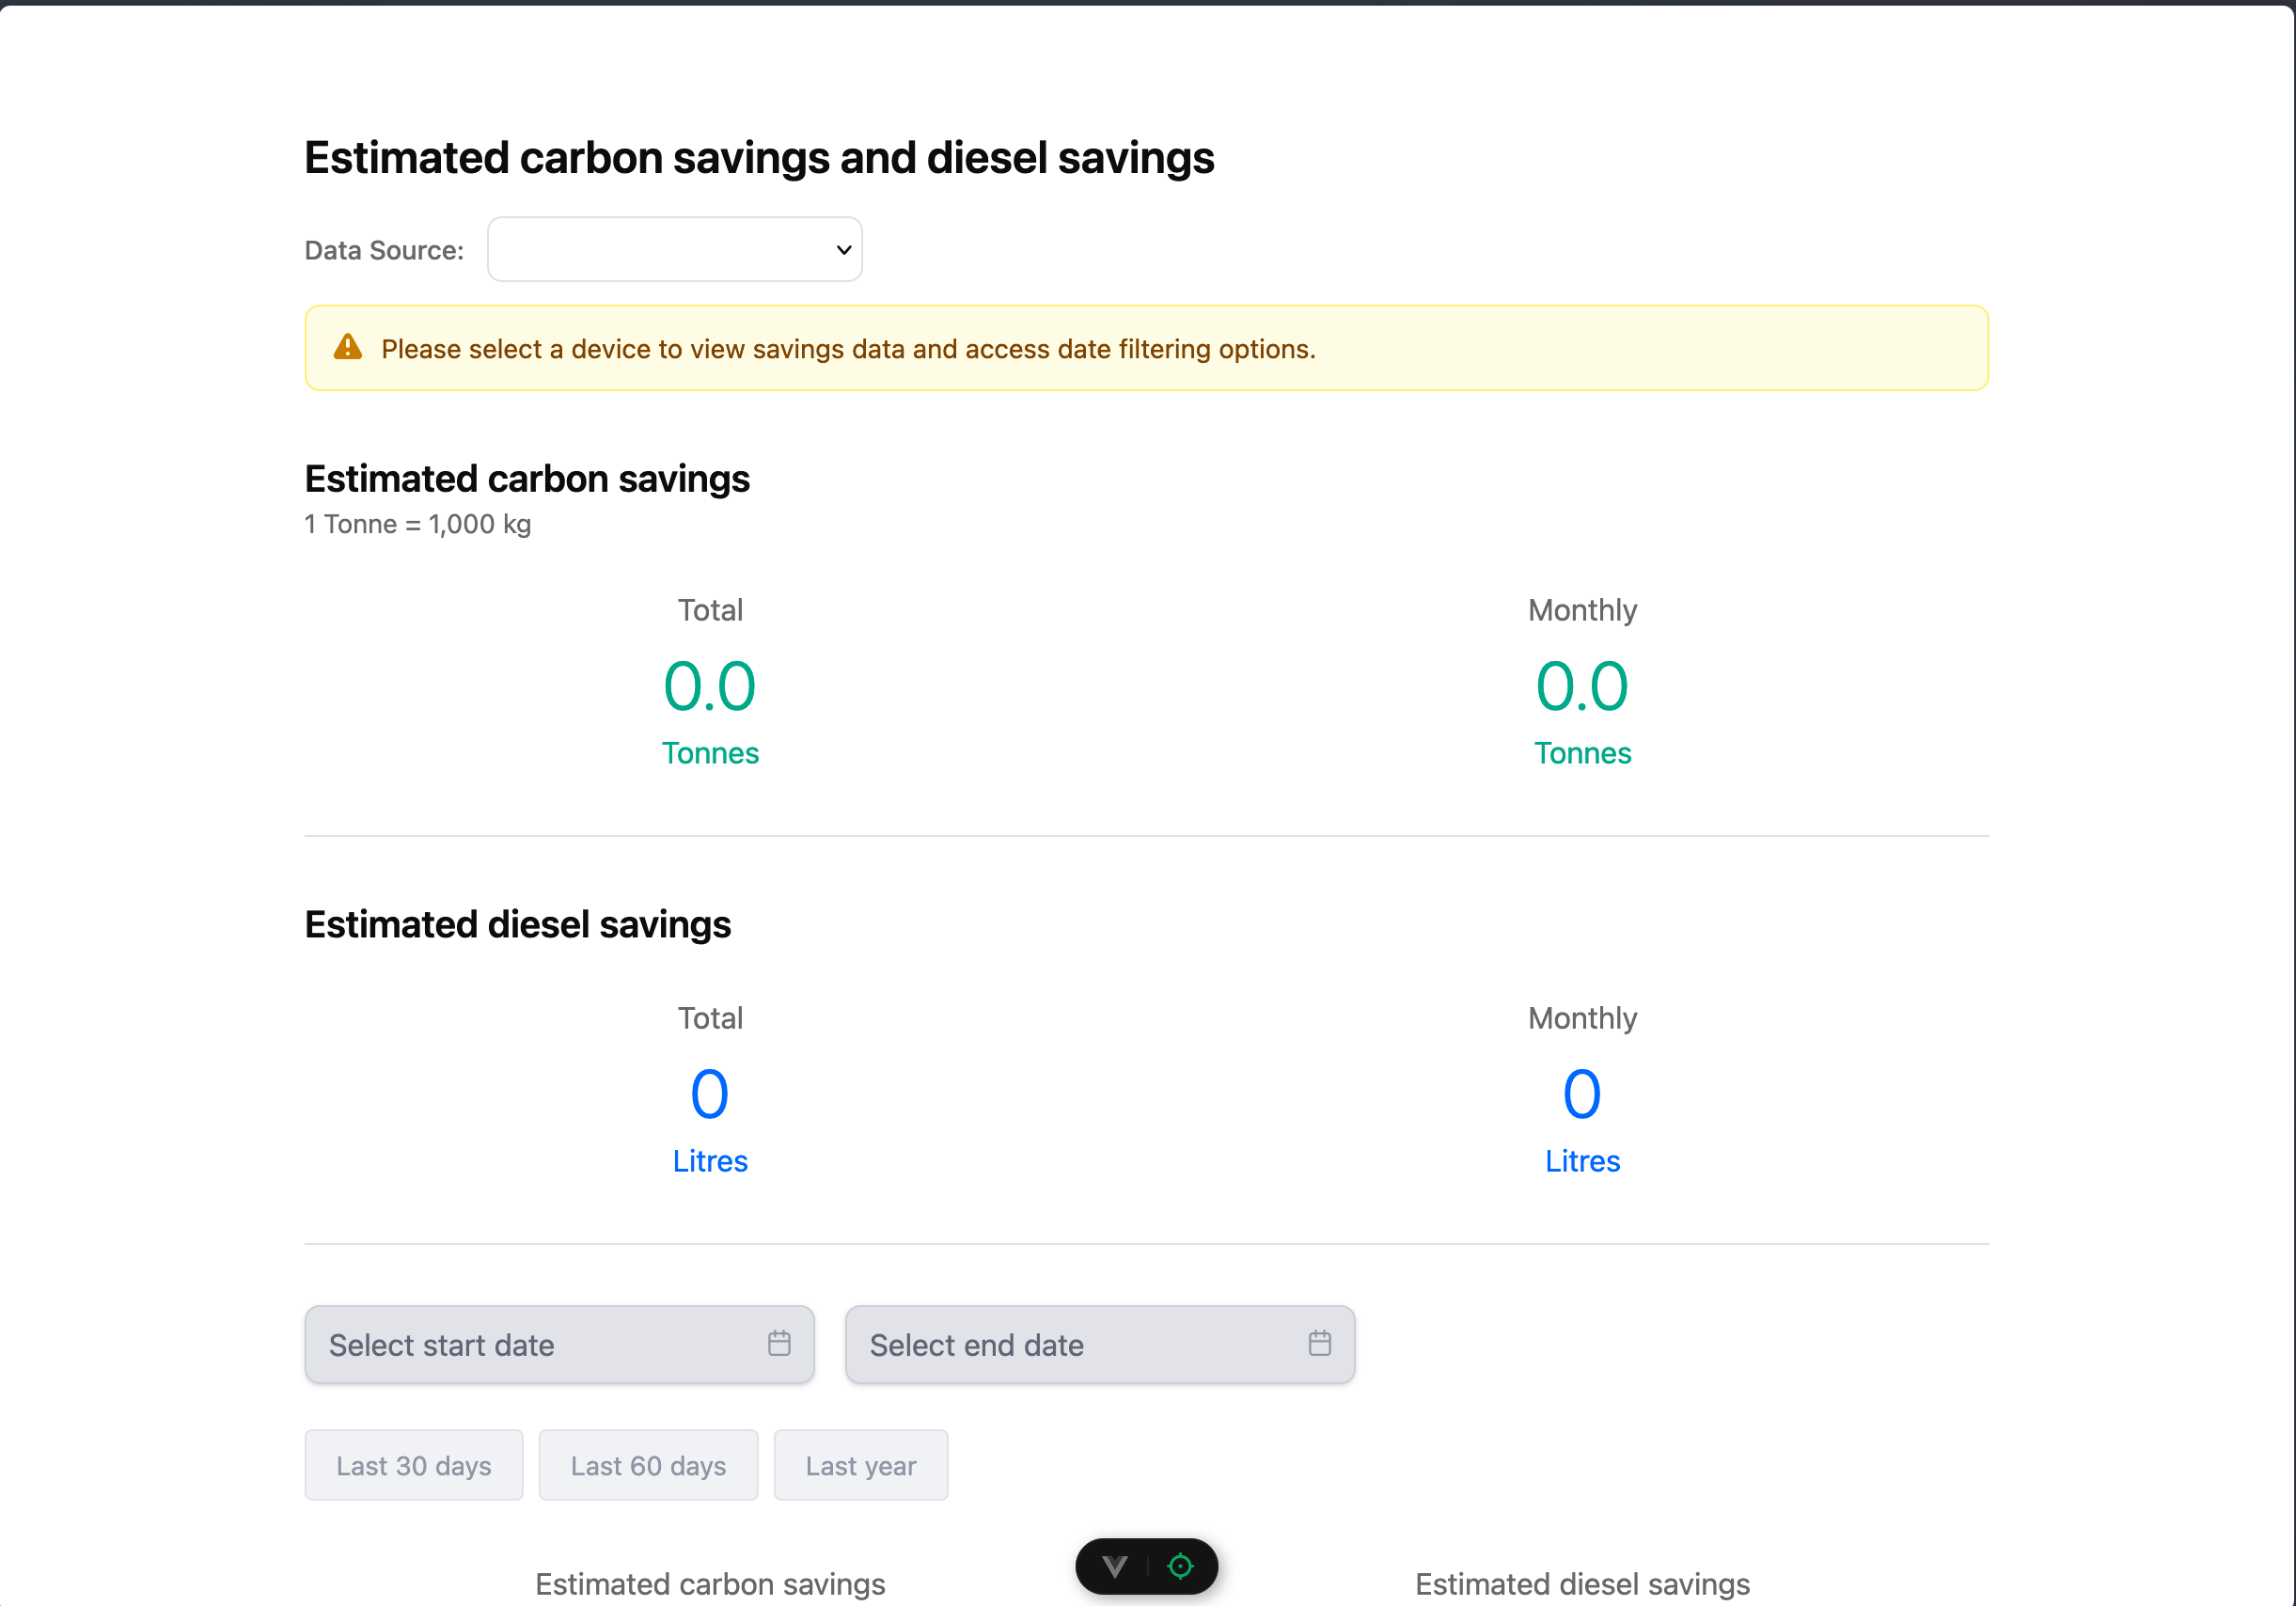 Estimated carbon savings and diesel savings
Data Source:
Please select a device to view savings data and access date filtering options.
Estimated carbon savings
1 Tonne = 1,000 kg
Total
Monthly
0.0
0.0
Tonnes
Tonnes
Estimated diesel savings
Total
Monthly
0
0
Litres
Litres
Select start date
Select end date
Last 30 days
Last 60 days
Last year
Estimated carbon savings
Estimated diesel savings